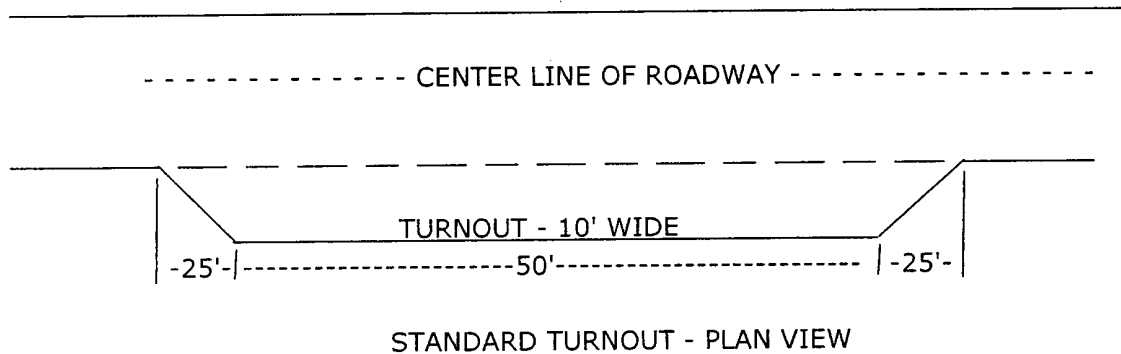 - - - - - - - - - - - - - CENTER LINE OF ROADWAY - - - - - - - - - - - - - - -
TURNOUT - 10' WIDE
-25'-|----------------------50'------------------------- |-25'-
STANDARD TURNOUT - PLAN VIEW